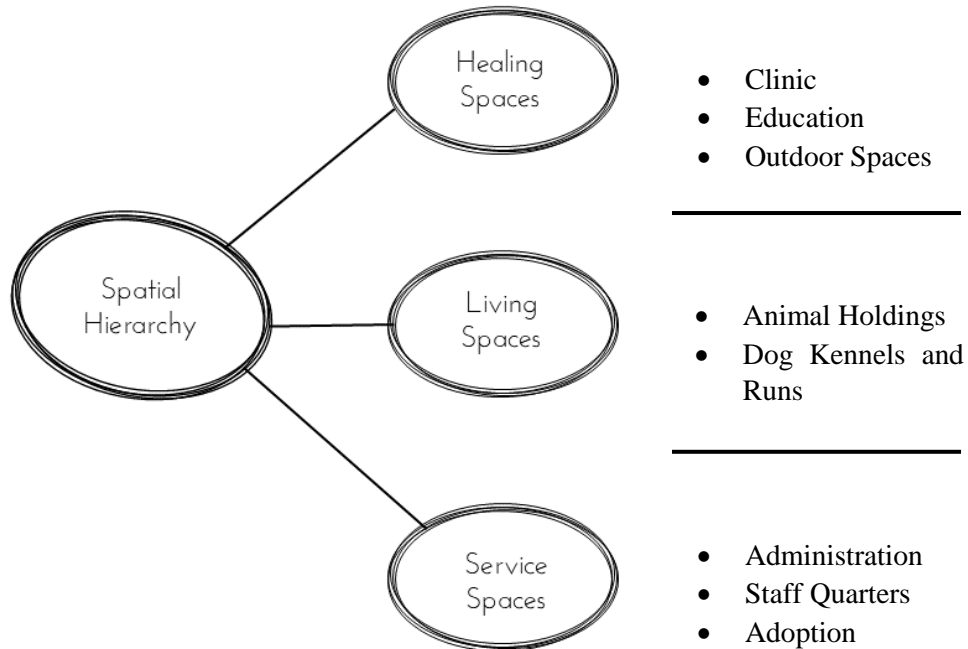 Healing
Spaces
• Clinic
• Education
• Outdoor Spaces
Spatial
Hierarchy
Living
Spaces
• Animal Holdings
• Dog Kennels and
Runs
Service
Spaces
• Administration
• Staff Quarters
• Adoption